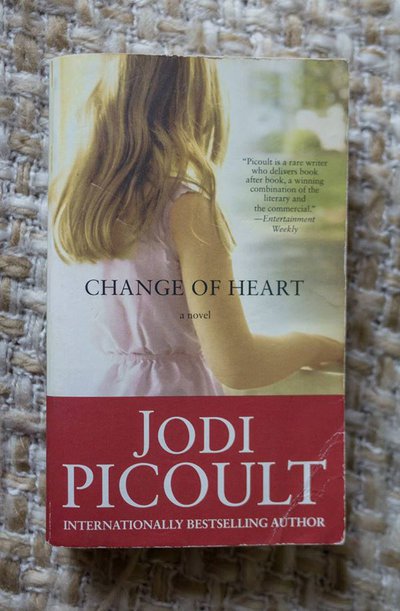 "Picoult is a rare writer
who delivers book
after book, a winning
combination of the
literary and
the commercial."
—Entertainment
Weekly
CHANGE OF HEART
a novel
JODI
PICOULT
INTERNATIONALLY BESTSELLING AUTHOR